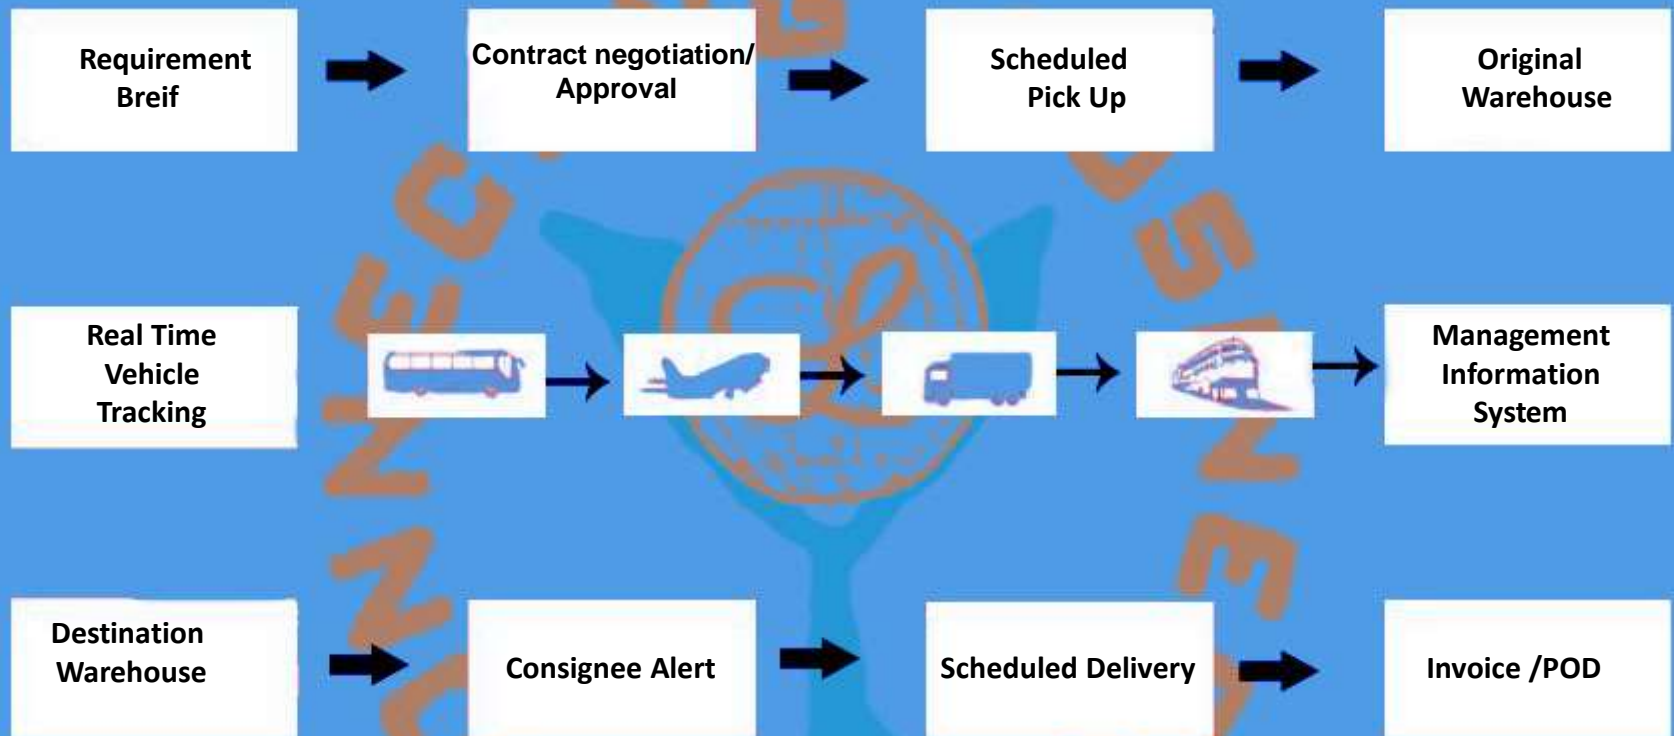 Requirement
Breif
Contract negotiation/
Approval
Scheduled
Pick Up
Original
Warehouse
Real Time
Vehicle
Tracking
Management
Information
System
Destination
Warehouse
Consignee Alert
Scheduled Delivery
Invoice /POD